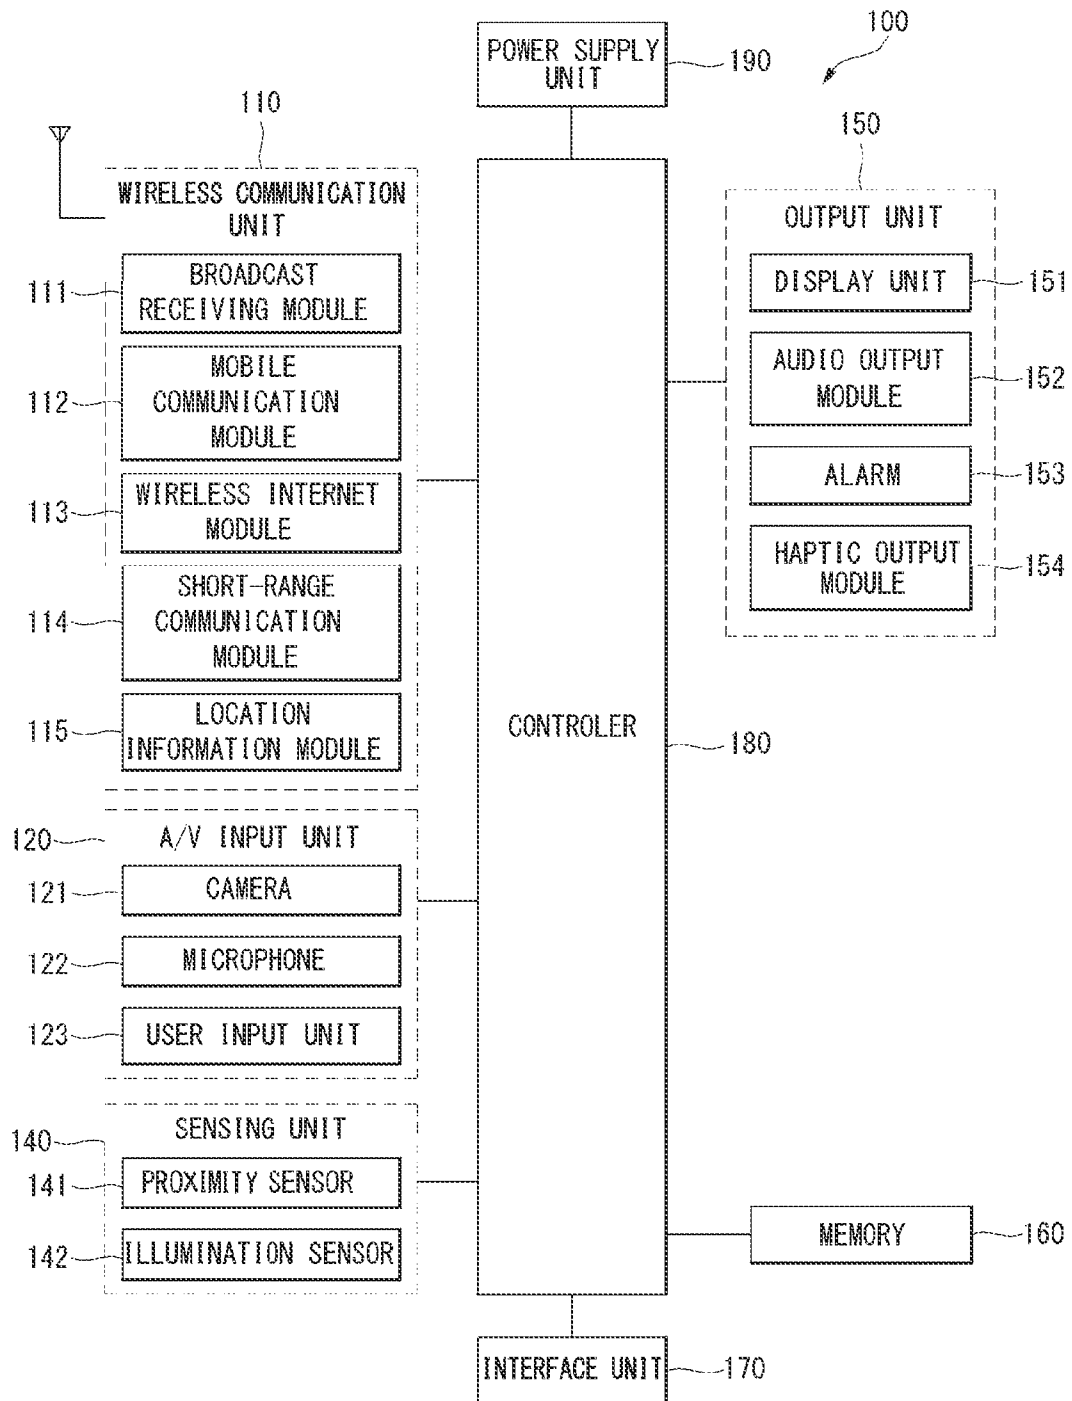 100
POWER SUPPLY
UNIT
190
110
WIRELESS COMMUNICATION
UNIT
111
BROADCAST
RECEIVING MODULE
112
MOBILE
COMMUNICATION
MODULE
113
WIRELESS INTERNET
MODULE
114
SHORT-RANGE
COMMUNICATION
MODULE
115
LOCATION
INFORMATION MODULE
120
A/V INPUT UNIT
121
CAMERA
122
MICROPHONE
123
USER INPUT UNIT
140
SENSING UNIT
141
PROXIMITY SENSOR
142
ILLUMINATION SENSOR
CONTROLER
180
150
OUTPUT UNIT
DISPLAY UNIT
151
AUDIO OUTPUT
MODULE
152
ALARM
153
HAPTIC OUTPUT
MODULE
154
MEMORY
160
INTERFACE UNIT
170